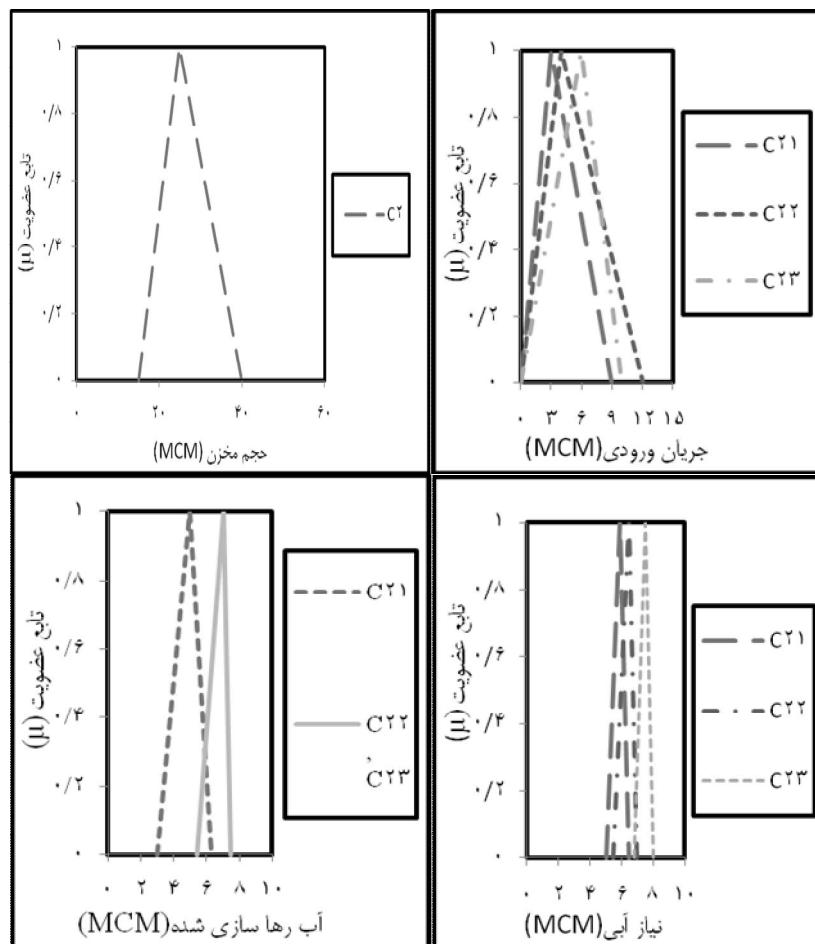 ۱
۰/۸
۰/۶
۰/۴
۰/۲
۰
تابع عضویت (μ)
۰ ۲۰ ۴۰ ۶۰
حجم مخزن (MCM)
C۲
۱
۰/۸
۰/۶
۰/۴
۰/۲
۰
تابع عضویت (μ)
۰ ۳ ۶ ۹ ۱۲ ۱۵
جریان ورودی(MCM)
C۲۱
C۲۲
C۲۳
۱
۰/۸
۰/۶
۰/۴
۰/۲
۰
تابع عضویت (μ)
۰ ۲ ۴ ۶ ۸ ۱۰
آب رها سازی شده(MCM)
C۲۱
C۲۲
,
C۲۳
۱
۰/۸
۰/۶
۰/۴
۰/۲
۰
تابع عضویت (μ)
۰ ۲ ۴ ۶ ۸ ۱۰
نیاز آبی(MCM)
C۲۱
C۲۲
C۲۳